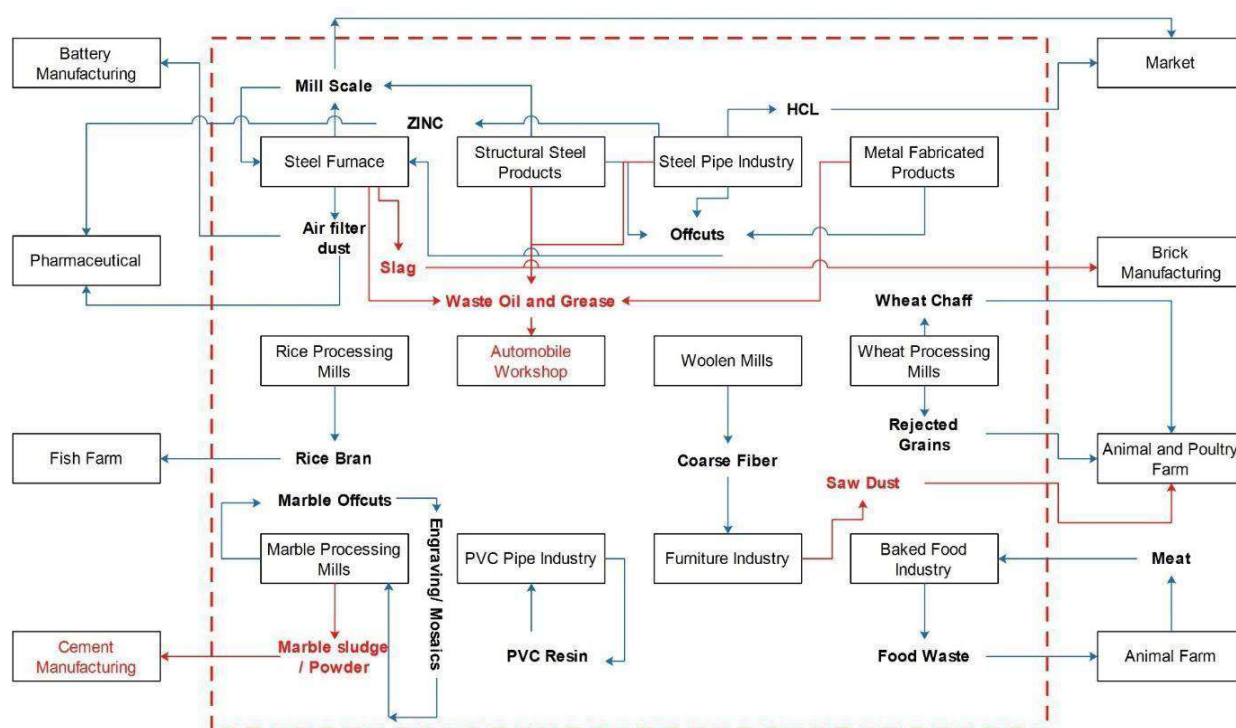 Battery
Manufacturing
Market
Mill Scale
HCL
ZINC
Steel Furnace
Structural Steel
Products
Steel Pipe Industry
Metal Fabricated
Products
Air filter
dust
Offcuts
Pharmaceutical
Slag
Brick
Manufacturing
Waste Oil and Grease
Wheat Chaff
Rice Processing
Mills
Automobile
Workshop
Woolen Mills
Wheat Processing
Mills
Rejected
Grains
Fish Farm
Rice Bran
Coarse Fiber
Animal and Poultry
Farm
Marble Offcuts
Saw Dust
Engraving/ Mosaics
Marble Processing
Mills
PVC Pipe Industry
Furniture Industry
Baked Food
Industry
Meat
Cement
Manufacturing
Marble sludge
/ Powder
PVC Resin
Food Waste
Animal Farm